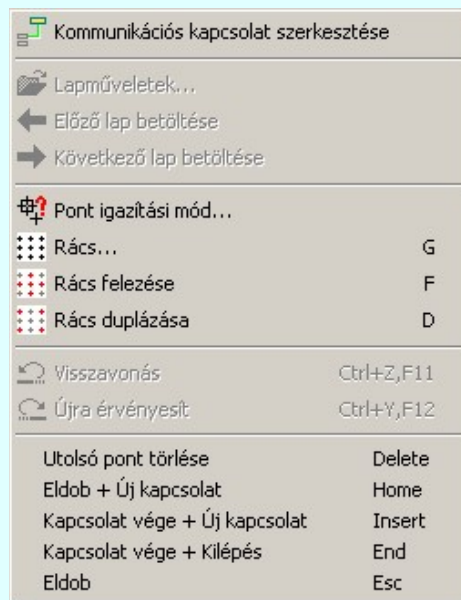 Kommunikációs kapcsolat szerkesztése
Lapműveletek...
Előző lap betöltése
Következő lap betöltése
Pont igazítási mód...
Rács... G
Rács felezése F
Rács duplázása D
Visszavonás Ctrl+Z,F11
Újra érvényesít Ctrl+Y,F12
Utolsó pont törlése Delete
Eldob + Új kapcsolat Home
Kapcsolat vége + Új kapcsolat Insert
Kapcsolat vége + Kilépés End
Eldob Esc